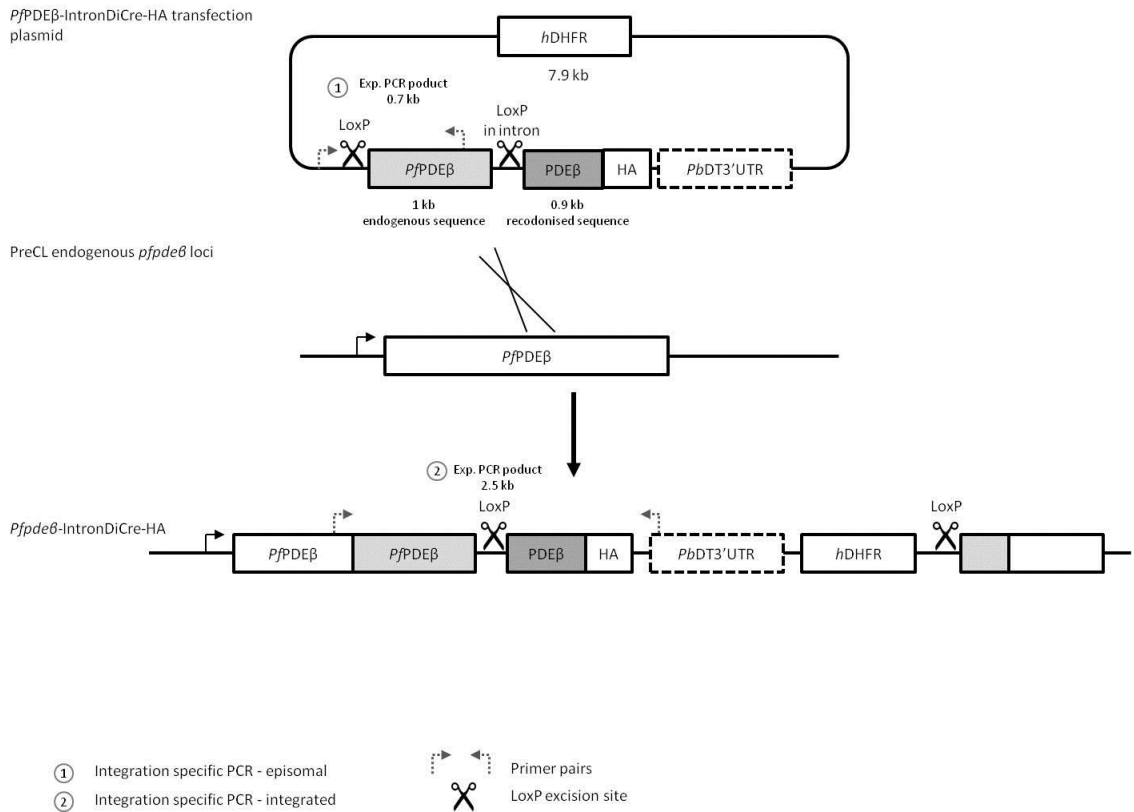 PfPDEβ-IntronDiCre-HA transfection
plasmid
hDHFR
7.9 kb
1 Exp. PCR poduct
0.7 kb
LoxP
LoxP
in intron
PfPDEβ
PDEβ
HA
PbDT3'UTR
1 kb
endogenous sequence
0.9 kb
recodonised sequence
PreCL endogenous pfpdeβ loci
PfPDEβ
2 Exp. PCR poduct
2.5 kb
LoxP
LoxP
Pfpdeβ-IntronDiCre-HA
PfPDEβ
PfPDEβ
PDEβ
HA
PbDT3'UTR
hDHFR
1 Integration specific PCR - episomal
2 Integration specific PCR - integrated
Primer pairs
LoxP excision site